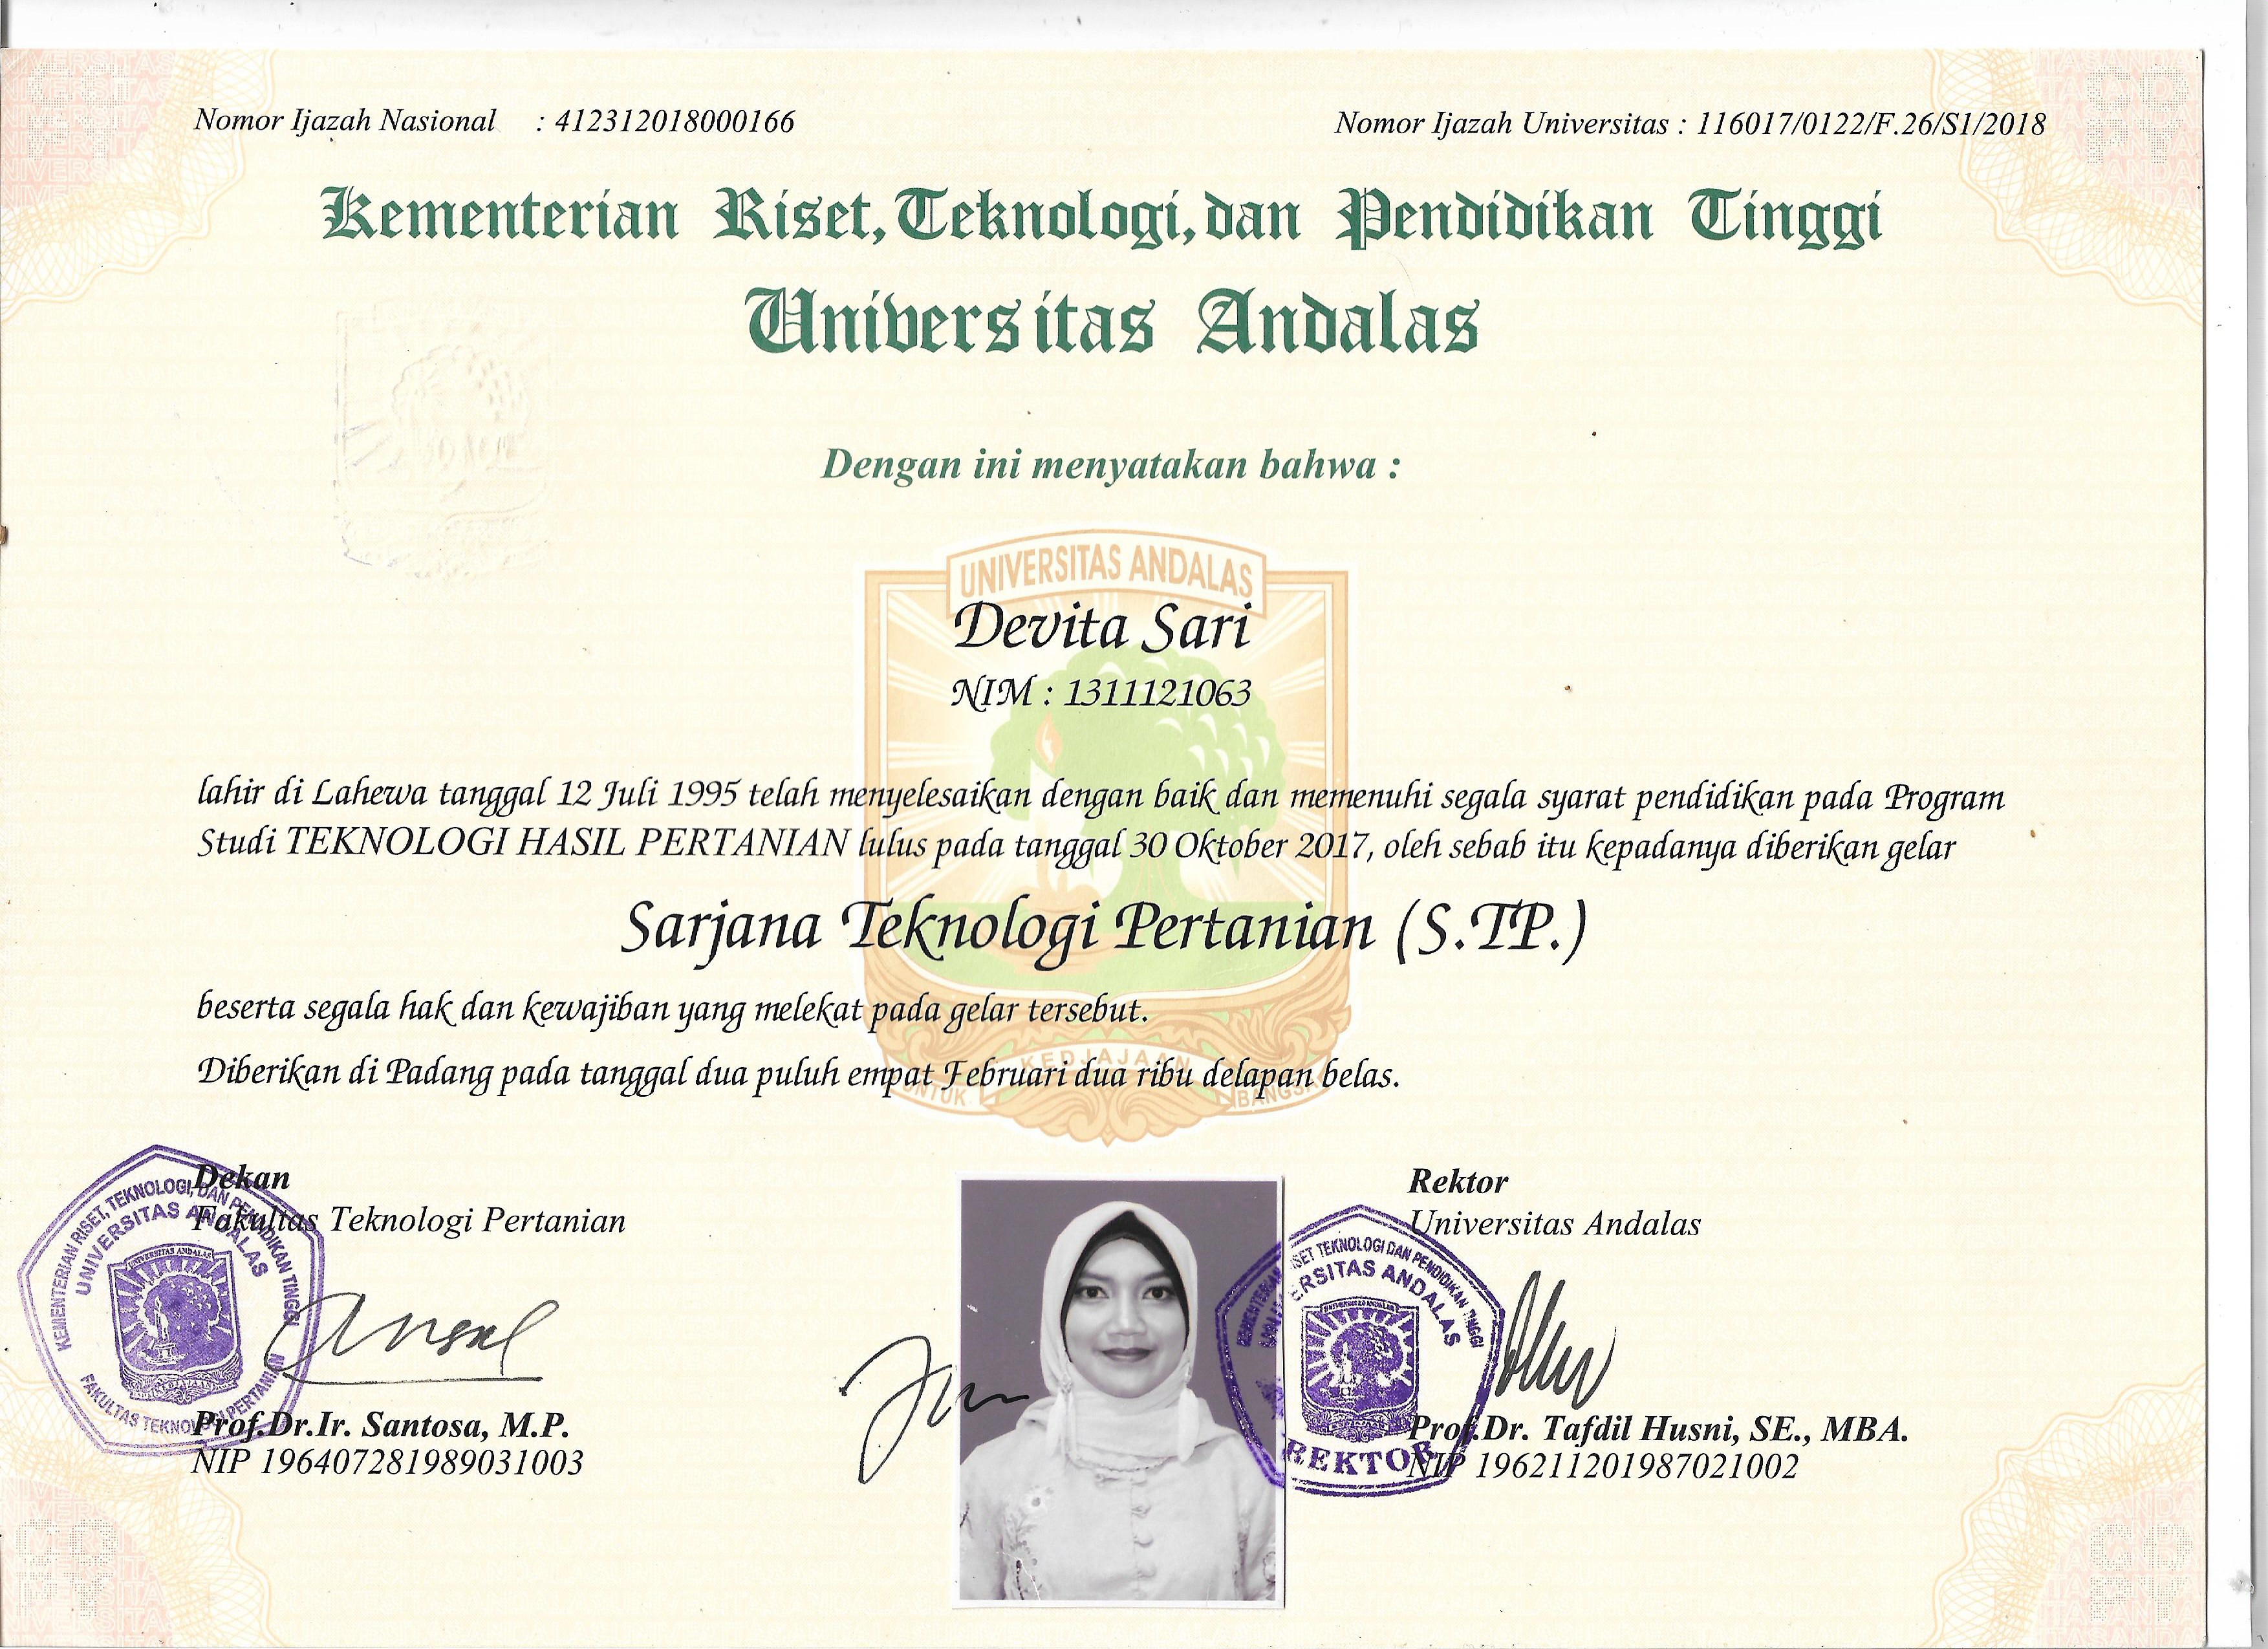 Nomor Ijazah Nasional : 412312018000166
Nomor Ijazah Universitas : 116017/0122/F.26/S1/2018
Kementerian Riset, Teknologi, dan Pendidikan Tinggi
Universitas Andalas
Dengan ini menyatakan bahwa :
UNIVERSITAS ANDALAS
Devita Sari
NIM : 1311121063
lahir di Lahewa tanggal 12 Juli 1995 telah menyelesaikan dengan baik dan memenuhi segala syarat pendidikan pada Program
Studi TEKNOLOGI HASIL PERTANIAN lulus pada tanggal 30 Oktober 2017, oleh sebab itu kepadanya diberikan gelar
Sarjana Teknologi Pertanian (S.TP.)
beserta segala hak dan kewajiban yang melekat pada gelar tersebut.
KEDJAJAAN
Diberikan di Padang pada tanggal dua puluh empat Februari dua ribu delapan belas.
UNTUK BANGSA
Dekan
Fakultas Teknologi Pertanian
KEMENTERIAN RISET, TEKNOLOGI, DAN PENDIDIKAN TINGGI
UNIVERSITAS ANDALAS
UNIVERSITAS ANDALAS
FAKULTAS TEKNOLOGI PERTANIAN
Prof.Dr.Ir. Santosa, M.P.
NIP 196407281989031003
Rektor
Universitas Andalas
RISET TEKNOLOGI DAN PENDIDIKAN TINGGI
UNIVERSITAS ANDALAS
REKTOR
Prof.Dr. Tafdil Husni, SE., MBA.
NIP 196211201987021002